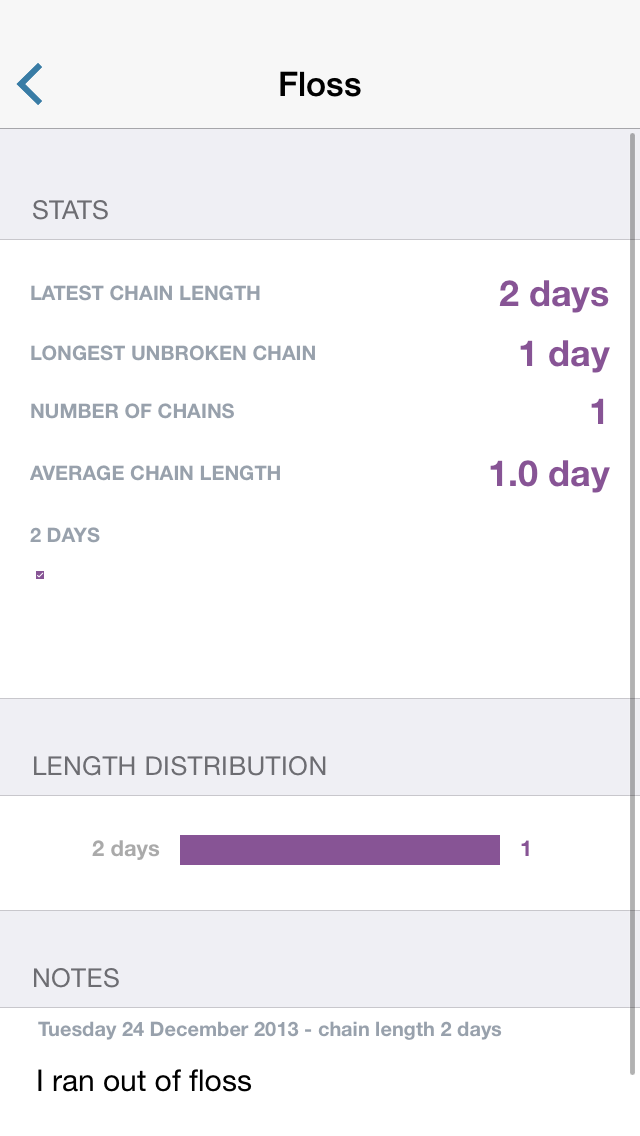 Floss
STATS
LATEST CHAIN LENGTH 2 days
LONGEST UNBROKEN CHAIN 1 day
NUMBER OF CHAINS 1
AVERAGE CHAIN LENGTH 1.0 day
2 DAYS
LENGTH DISTRIBUTION
2 days 1
NOTES
Tuesday 24 December 2013 - chain length 2 days
I ran out of floss